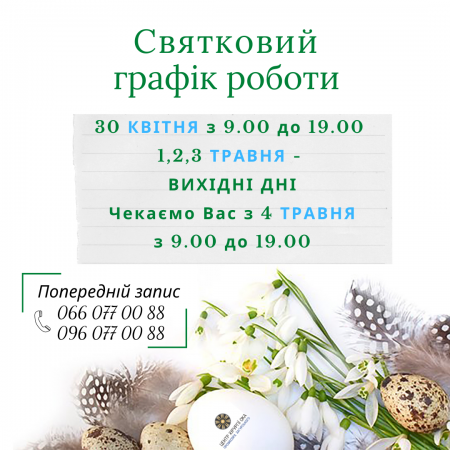 Святковий
графік роботи
30 КВІТНЯ з 9.00 до 19.00
1,2,3 ТРАВНЯ -
ВИХІДНІ ДНІ
Чекаємо Вас з 4 ТРАВНЯ
з 9.00 до 19.00
Попередній запис
066 077 00 88
096 077 00 88